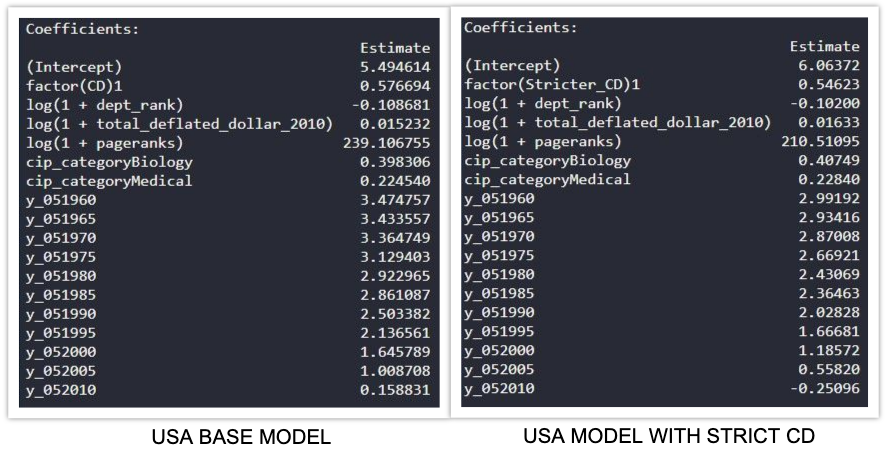 Coefficients:
Estimate
(Intercept) 5.494614
factor(CD)1 0.576694
log(1 + dept_rank) -0.108681
log(1 + total_deflated_dollar_2010) 0.015232
log(1 + pageranks) 239.106755
cip_categoryBiology 0.398306
cip_categoryMedical 0.224540
y_051960 3.474757
y_051965 3.433557
y_051970 3.364749
y_051975 3.129403
y_051980 2.922965
y_051985 2.861087
y_051990 2.503382
y_051995 2.136561
y_052000 1.645789
y_052005 1.008708
y_052010 0.158831
USA BASE MODEL
Coefficients:
Estimate
(Intercept) 6.06372
factor(Stricter_CD)1 0.54623
log(1 + dept_rank) -0.10200
log(1 + total_deflated_dollar_2010) 0.01633
log(1 + pageranks) 210.51095
cip_categoryBiology 0.40749
cip_categoryMedical 0.22840
y_051960 2.99192
y_051965 2.93416
y_051970 2.87008
y_051975 2.66921
y_051980 2.43069
y_051985 2.36463
y_051990 2.02828
y_051995 1.66681
y_052000 1.18572
y_052005 0.55820
y_052010 -0.25096
USA MODEL WITH STRICT CD